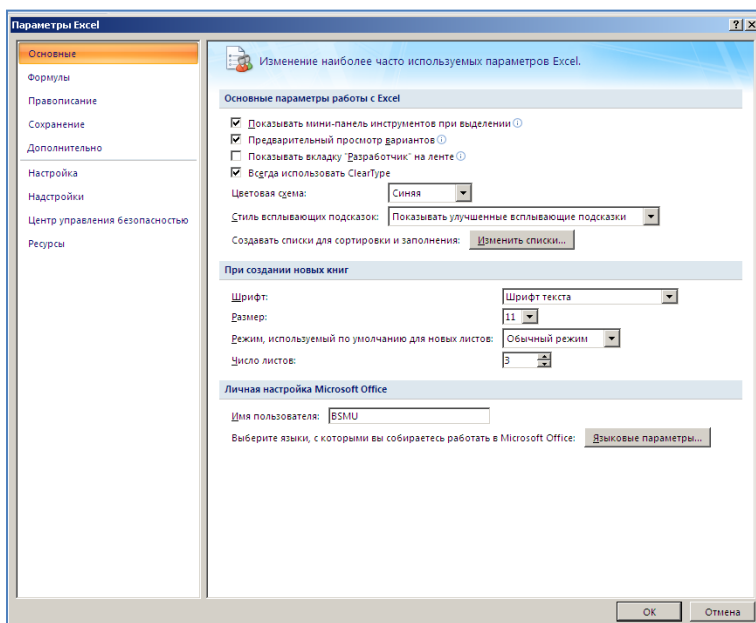 Параметры Excel
Основные
Формулы
Правописание
Сохранение
Дополнительно
Настройка
Надстройки
Центр управления безопасностью
Ресурсы
Изменение наиболее часто используемых параметров Excel.
Основные параметры работы с Excel
Показывать мини-панель инструментов при выделении
Предварительный просмотр вариантов
Показывать вкладку "Разработчик" на ленте
Всегда использовать ClearType
Цветовая схема: Синяя
Стиль всплывающих подсказок: Показывать улучшенные всплывающие подсказки
Создавать списки для сортировки и заполнения: Изменить списки...
При создании новых книг
Шрифт: Шрифт текста
Размер: 11
Режим, используемый по умолчанию для новых листов: Обычный режим
Число листов: 3
Личная настройка Microsoft Office
Имя пользователя: BSMU
Выберите языки, с которыми вы собираетесь работать в Microsoft Office: Языковые параметры...
ОК Отмена